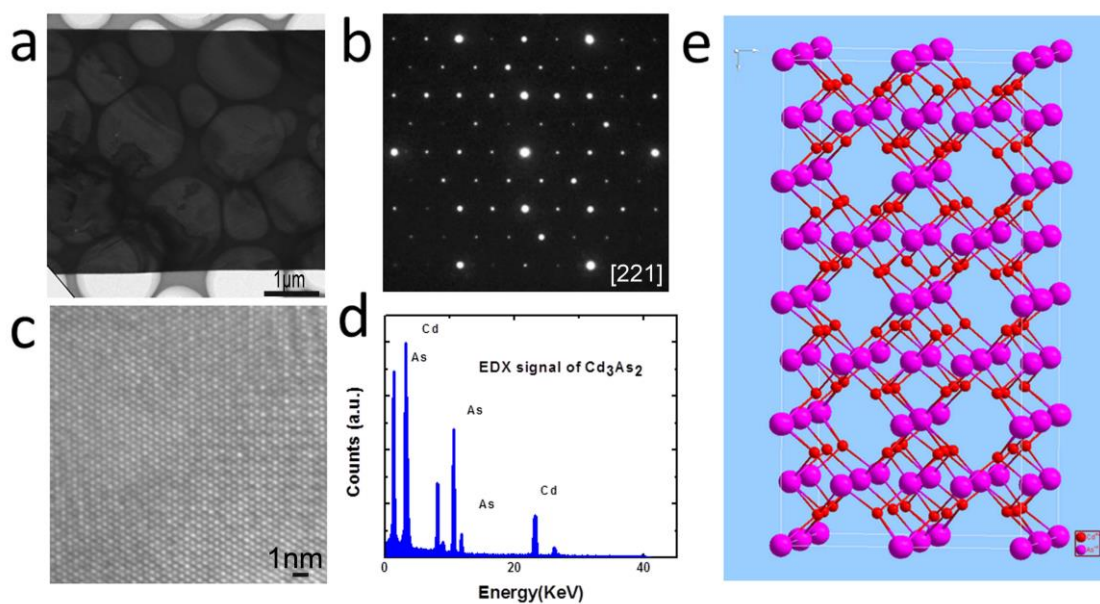 a
1μm
b
[221]
c
1nm
d
Cd
As
EDX signal of Cd₃As₂
As
As
Cd
Counts (a.u.)
0
20
40
Energy(KeV)
e